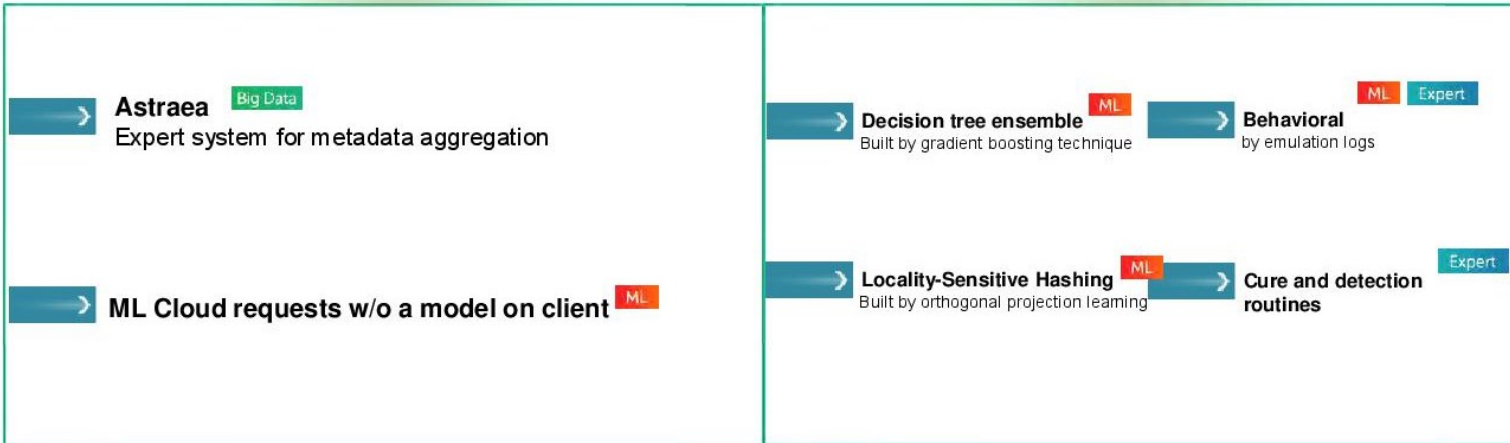 Astraea Big Data
Expert system for metadada aggregation
ML Cloud requests w/o a model on client ML
Decision tree ensemble ML
Built by gradient boosting technique
Behavioral ML Expert
by emulation logs
Locality-Sensitive Hashing ML
Built by orthogonal projection learning
Cure and detection Expert
routines